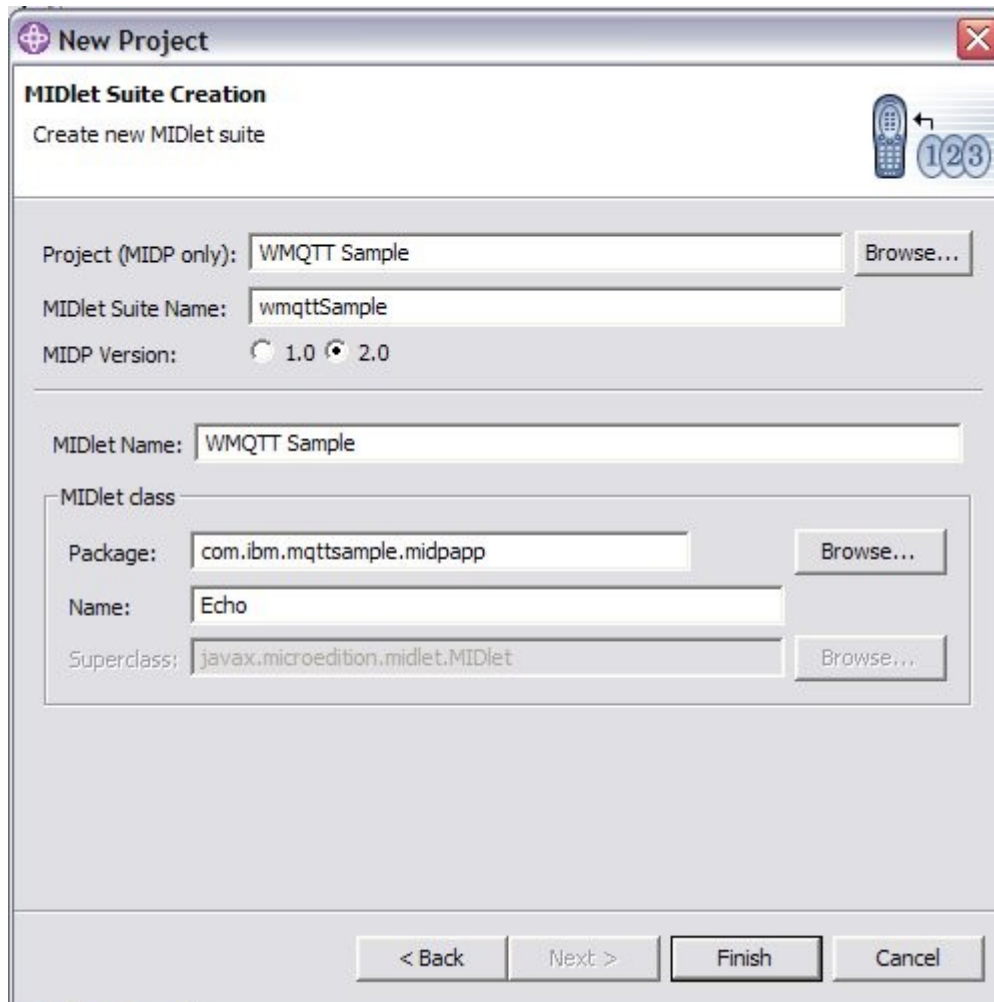 New Project
MIDlet Suite Creation
Create new MIDlet suite
123
Project (MIDP only): WMQTT Sample Browse...
MIDlet Suite Name: wmqttSample
MIDP Version: 1.0 2.0
MIDlet Name: WMQTT Sample
MIDlet class
Package: com.ibm.mqttsample.midpapp Browse...
Name: Echo
Superclass: javax.microedition.midlet.MIDlet Browse...
< Back Next > Finish Cancel